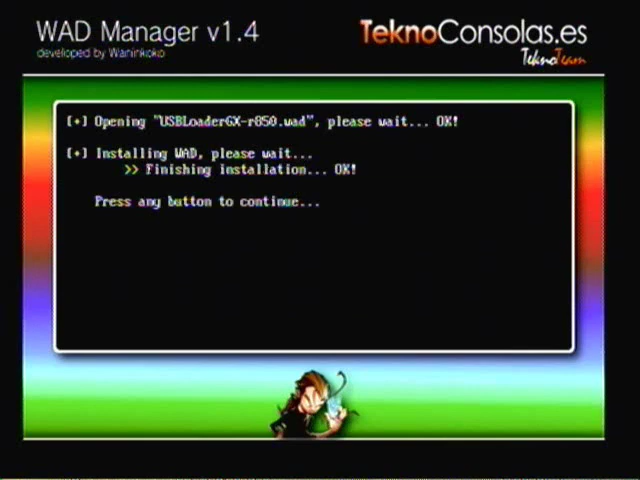 WAD Manager v1.4
developed by Waninkoko
TeknoConsolas.es
TeknoTeam
[+] Opening "USBLoaderGX-r850.wad", please wait... OK!
[+] Installing WAD, please wait...
>> Finishing installation... OK!
Press any button to continue...